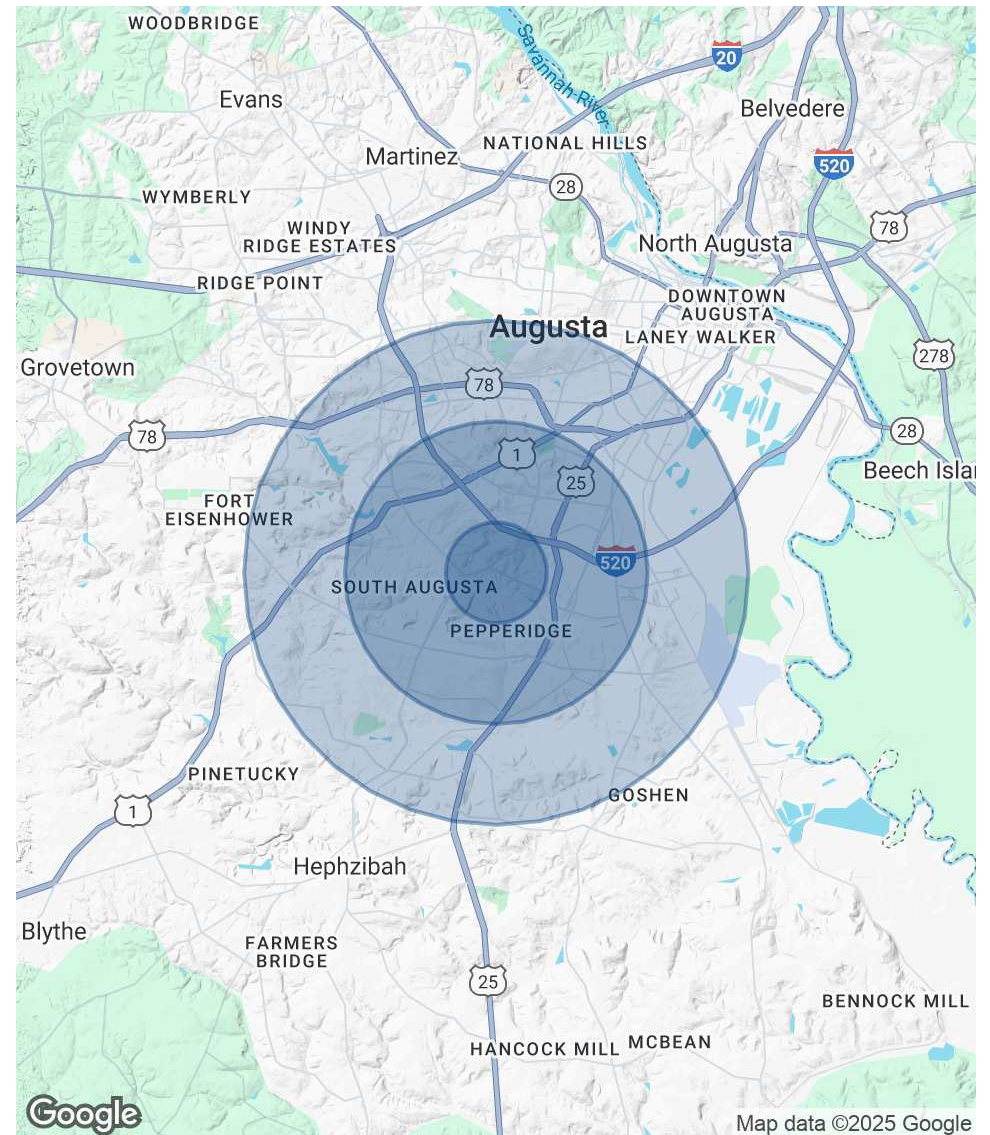 WOODBRIDGE
Savannah River
20
Evans
Belvedere
NATIONAL HILLS
Martinez
520
28
WYMBERLY
78
WINDY
RIDGE ESTATES
North Augusta
RIDGE POINT
DOWNTOWN
AUGUSTA
Augusta
LANEY WALKER
278
Grovetown
78
78
28
1
Beech Islan
25
FORT
EISENHOWER
520
SOUTH AUGUSTA
PEPPERIDGE
PINETUCKY
GOSHEN
1
Hephzibah
Blythe
FARMERS
BRIDGE
25
BENNOCK MILL
HANCOCK MILL
MCBEAN
Google
Map data ©2025 Google